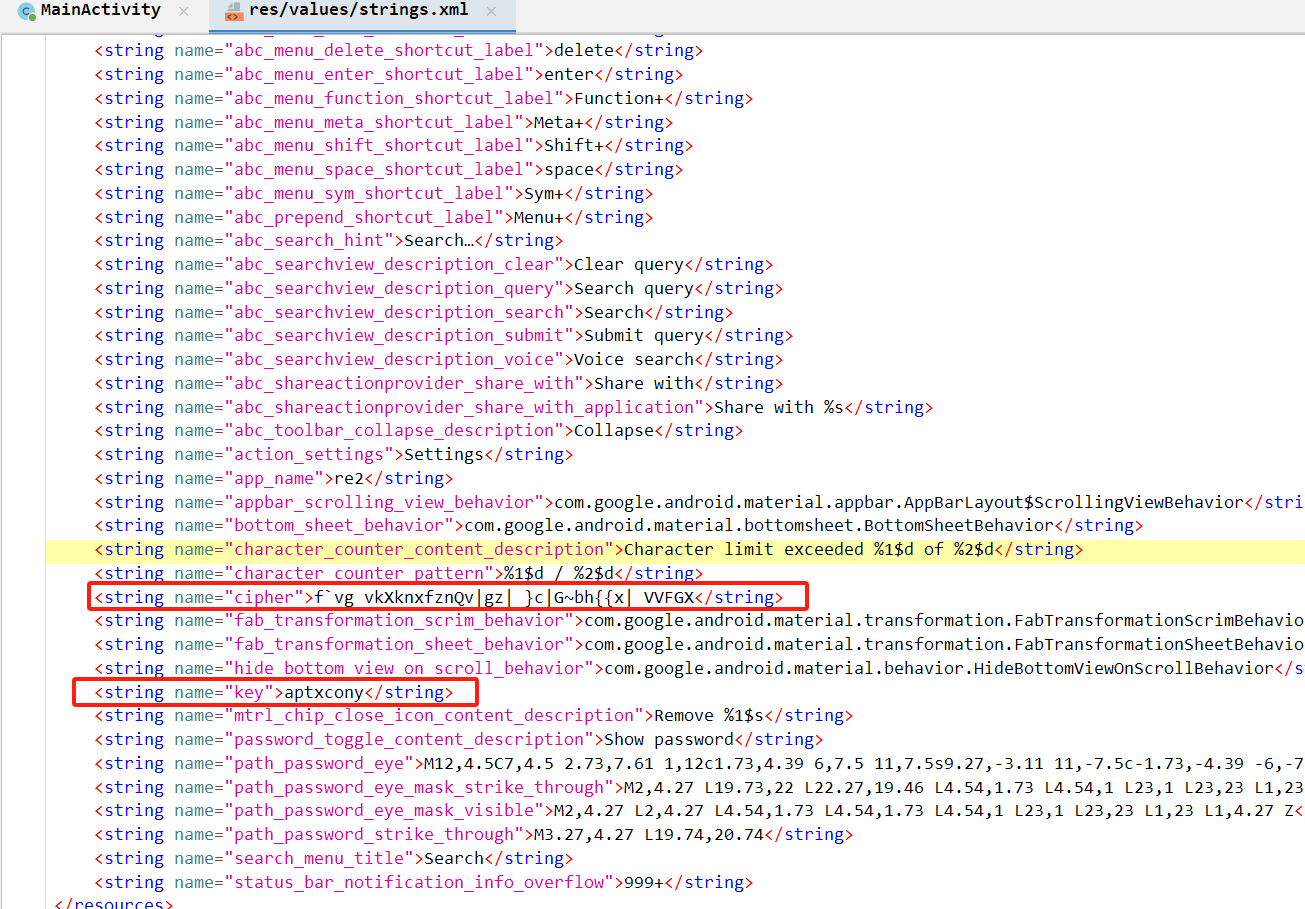 MainActivity × res/values/strings.xml ×
<string name="abc_menu_delete_shortcut_label">delete</string>
<string name="abc_menu_enter_shortcut_label">enter</string>
<string name="abc_menu_function_shortcut_label">Function+</string>
<string name="abc_menu_meta_shortcut_label">Meta+</string>
<string name="abc_menu_shift_shortcut_label">Shift+</string>
<string name="abc_menu_space_shortcut_label">space</string>
<string name="abc_menu_sym_shortcut_label">Sym+</string>
<string name="abc_prepend_shortcut_label">Menu+</string>
<string name="abc_search_hint">Search…</string>
<string name="abc_searchview_description_clear">Clear query</string>
<string name="abc_searchview_description_query">Search query</string>
<string name="abc_searchview_description_search">Search</string>
<string name="abc_searchview_description_submit">Submit query</string>
<string name="abc_searchview_description_voice">Voice search</string>
<string name="abc_shareactionprovider_share_with">Share with</string>
<string name="abc_shareactionprovider_share_with_application">Share with %s</string>
<string name="abc_toolbar_collapse_description">Collapse</string>
<string name="action_settings">Settings</string>
<string name="app_name">re2</string>
<string name="appbar_scrolling_view_behavior">com.google.android.material.appbar.AppBarLayout$ScrollingViewBehavior</stri
<string name="bottom_sheet_behavior">com.google.android.material.bottomsheet.BottomSheetBehavior</string>
<string name="character_counter_content_description">Character limit exceeded %1$d of %2$d</string>
<string name="character_counter_pattern">%1$d / %2$d</string>
<string name="cipher">f`vg vkXknxfznQv|gz| }c|G~bh{{x| VVFGX</string>
<string name="fab_transformation_scrim_behavior">com.google.android.material.transformation.FabTransformationScrimBehavio
<string name="fab_transformation_sheet_behavior">com.google.android.material.transformation.FabTransformationSheetBehavio
<string name="hide_bottom_view_on_scroll_behavior">com.google.android.material.behavior.HideBottomViewOnScrollBehavior</s
<string name="key">aptxcony</string>
<string name="mtrl_chip_close_icon_content_description">Remove %1$s</string>
<string name="password_toggle_content_description">Show password</string>
<string name="path_password_eye">M12,4.5C7,4.5 2.73,7.61 1,12c1.73,4.39 6,7.5 11,7.5s9.27,-3.11 11,-7.5c-1.73,-4.39 -6,-7
<string name="path_password_eye_mask_strike_through">M2,4.27 L19.73,22 L22.27,19.46 L4.54,1.73 L4.54,1 L23,1 L23,23 L1,23
<string name="path_password_eye_mask_visible">M2,4.27 L2,4.27 L4.54,1.73 L4.54,1.73 L4.54,1 L23,1 L23,23 L1,23 L1,4.27 Z<
<string name="path_password_strike_through">M3.27,4.27 L19.74,20.74</string>
<string name="search_menu_title">Search</string>
<string name="status_bar_notification_info_overflow">999+</string>
</resources>